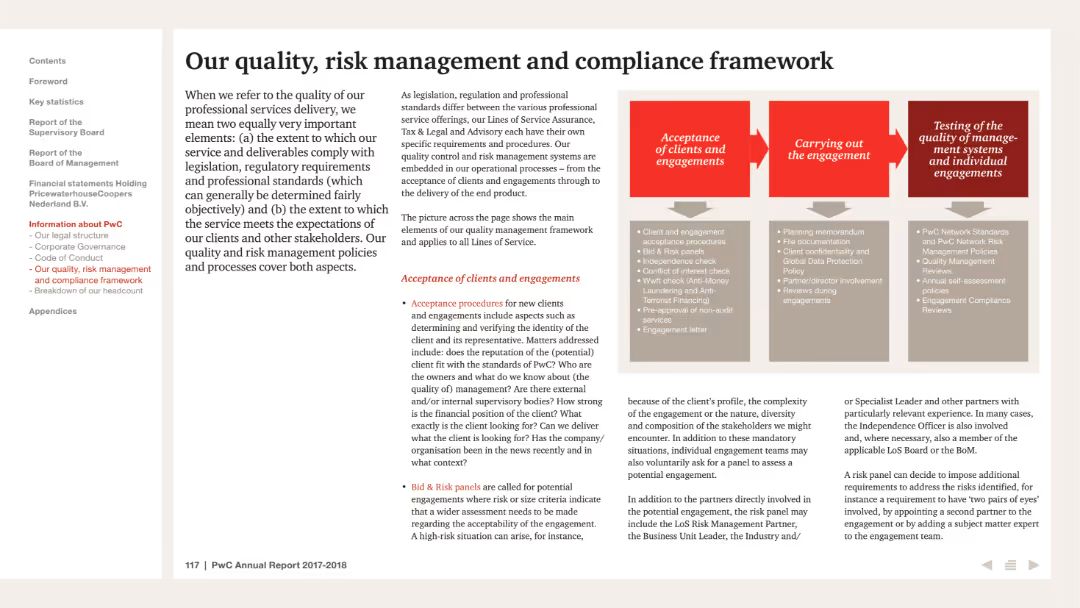 Contents
Foreword
Key statistics
Report of the
Supervisory Board
Report of the
Board of Management
Financial statements Holding
PricewaterhouseCoopers
Nederland B.V.
Information about PwC
- Our legal structure
- Corporate Governance
- Code of Conduct
- Our quality, risk management
and compliance framework
- Breakdown of our headcount
Appendices
Our quality, risk management and compliance framework
When we refer to the quality of our
professional services delivery, we
mean two equally very important
elements: (a) the extent to which our
service and deliverables comply with
legislation, regulatory requirements
and professional standards (which
can generally be determined fairly
objectively) and (b) the extent to which
the service meets the expectations of
our clients and other stakeholders. Our
quality and risk management policies
and processes cover both aspects.
As legislation, regulation and professional
standards differ between the various professional
service offerings, our Lines of Service Assurance,
Tax & Legal and Advisory each have their own
specific requirements and procedures. Our
quality control and risk management systems are
embedded in our operational processes – from the
acceptance of clients and engagements through to
the delivery of the end product.
The picture across the page shows the main
elements of our quality management framework
and applies to all Lines of Service.
Acceptance of clients and engagements
• Acceptance procedures for new clients
and engagements include aspects such as
determining and verifying the identity of the
client and its representative. Matters addressed
include: does the reputation of the (potential)
client fit with the standards of PwC? Who are
the owners and what do we know about (the
quality of) management? Are there external
and/or internal supervisory bodies? How strong
is the financial position of the client? What
exactly is the client looking for? Can we deliver
what the client is looking for? Has the company/
organisation been in the news recently and in
what context?
• Bid & Risk panels are called for potential
engagements where risk or size criteria indicate
that a wider assessment needs to be made
regarding the acceptability of the engagement.
A high-risk situation can arise, for instance,
Acceptance
of clients and
engagements
Carrying out
the engagement
Testing of the
quality of manage-
ment systems
and individual
engagements
• Client and engagement
acceptance procedures
• Bid & Risk panels
• Independence check
• Conflict of interest check
• Wwft check (Anti-Money
Laundering and Anti-
Terrorist Financing)
• Pre-approval of non-audit
services
• Engagement letter
• Planning memorandum
• File documentation
• Client confidentiality and
Global Data Protection
Policy
• Partner/director involvement
• Reviews during
engagements
• PwC Network Standards
and PwC Network Risk
Management Policies
• Quality Management
Reviews
• Annual self-assessment
policies
• Engagement Compliance
Reviews
because of the client's profile, the complexity
of the engagement or the nature, diversity
and composition of the stakeholders we might
encounter. In addition to these mandatory
situations, individual engagement teams may
also voluntarily ask for a panel to assess a
potential engagement.
In addition to the partners directly involved in
the potential engagement, the risk panel may
include the LoS Risk Management Partner,
the Business Unit Leader, the Industry and/
or Specialist Leader and other partners with
particularly relevant experience. In many cases,
the Independence Officer is also involved
and, where necessary, also a member of the
applicable LoS Board or the BoM.
A risk panel can decide to impose additional
requirements to address the risks identified, for
instance a requirement to have 'two pairs of eyes'
involved, by appointing a second partner to the
engagement or by adding a subject matter expert
to the engagement team.
117 | PwC Annual Report 2017-2018